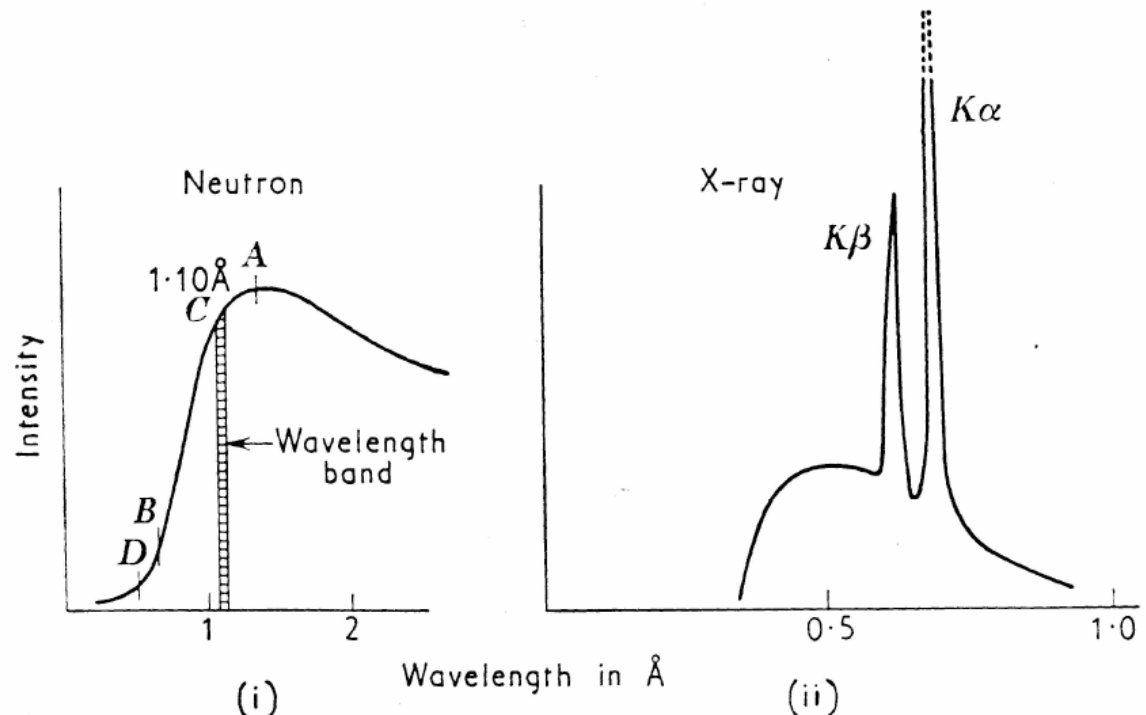 Neutron
1·10Å
A
C
Intensity
Wavelength
band
B
D
1
2
(i)
X-ray
Kβ
Kα
0·5
1·0
Wavelength in Å
(ii)